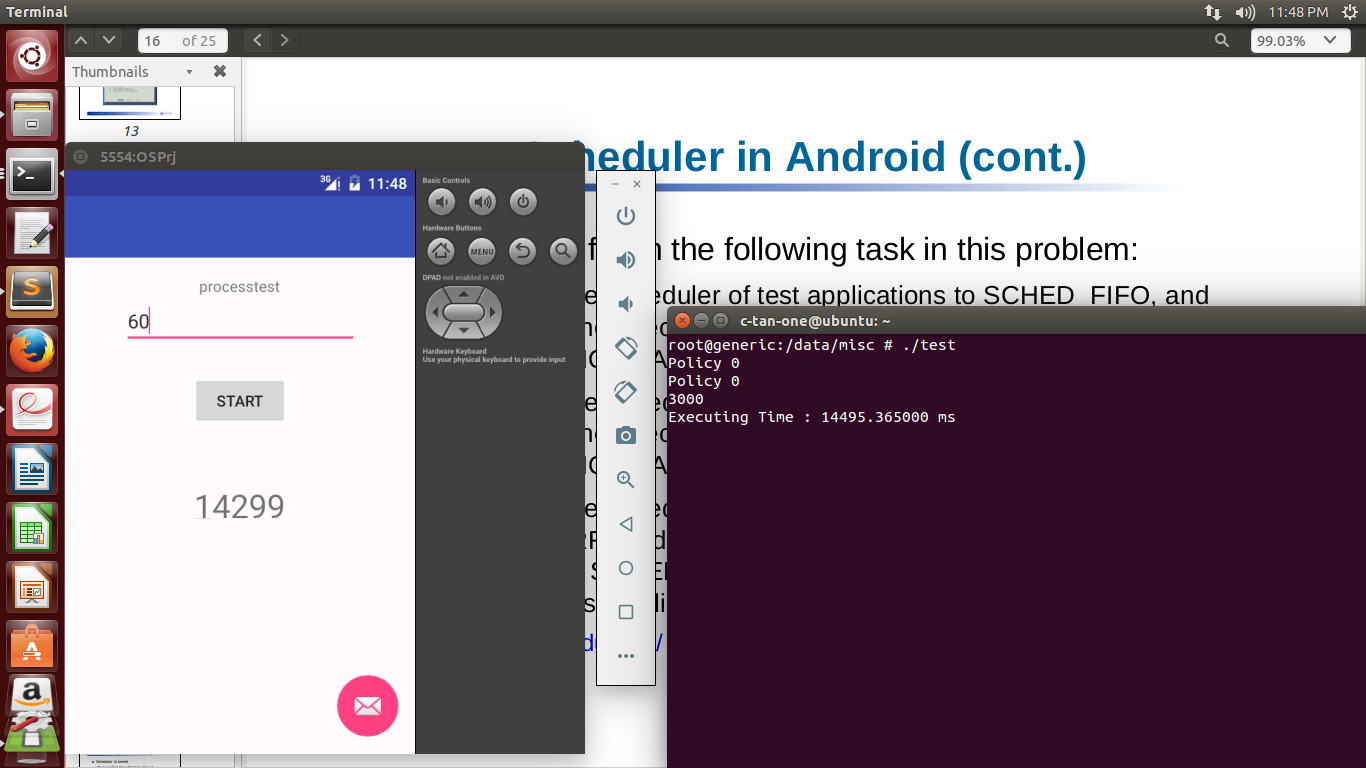 Terminal
11:48 PM
16 of 25
99.03%
Thumbnails
13
5554:OSPrj
3G
11:48
processtest
60
START
14299
Basic Controls
Hardware Buttons
MENU
DPAD not enabled in AVD
Hardware Keyboard
Use your physical keyboard to provide input
heduler in Android (cont.)
the following task in this problem:
eduler of test applications to SCHED_FIFO, and
c-tan-one@ubuntu: ~
root@generic:/data/misc # ./test
Policy 0
Policy 0
3000
Executing Time : 14495.365000 ms